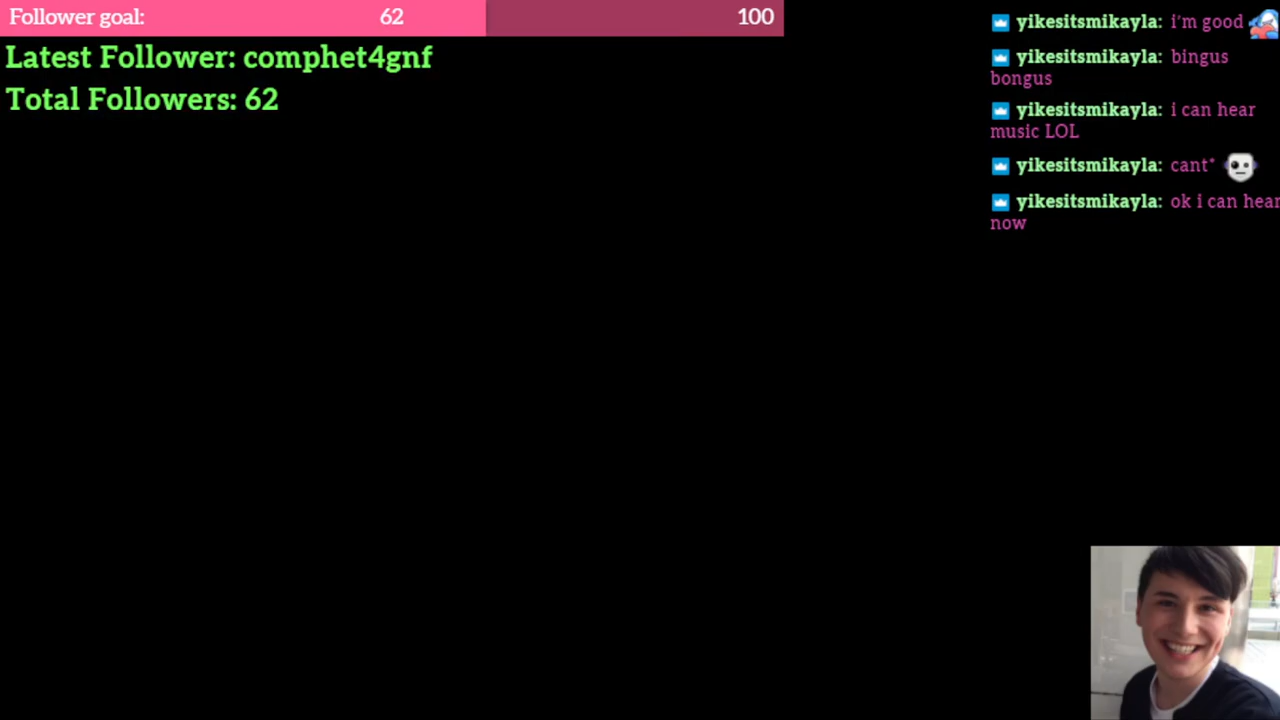 Follower goal: 62 100
Latest Follower: comphet4gnf
Total Followers: 62
yikesitsmikayla: i'm good
yikesitsmikayla: bingus
bongus
yikesitsmikayla: i can hear
music LOL
yikesitsmikayla: cant*
yikesitsmikayla: ok i can hear
now